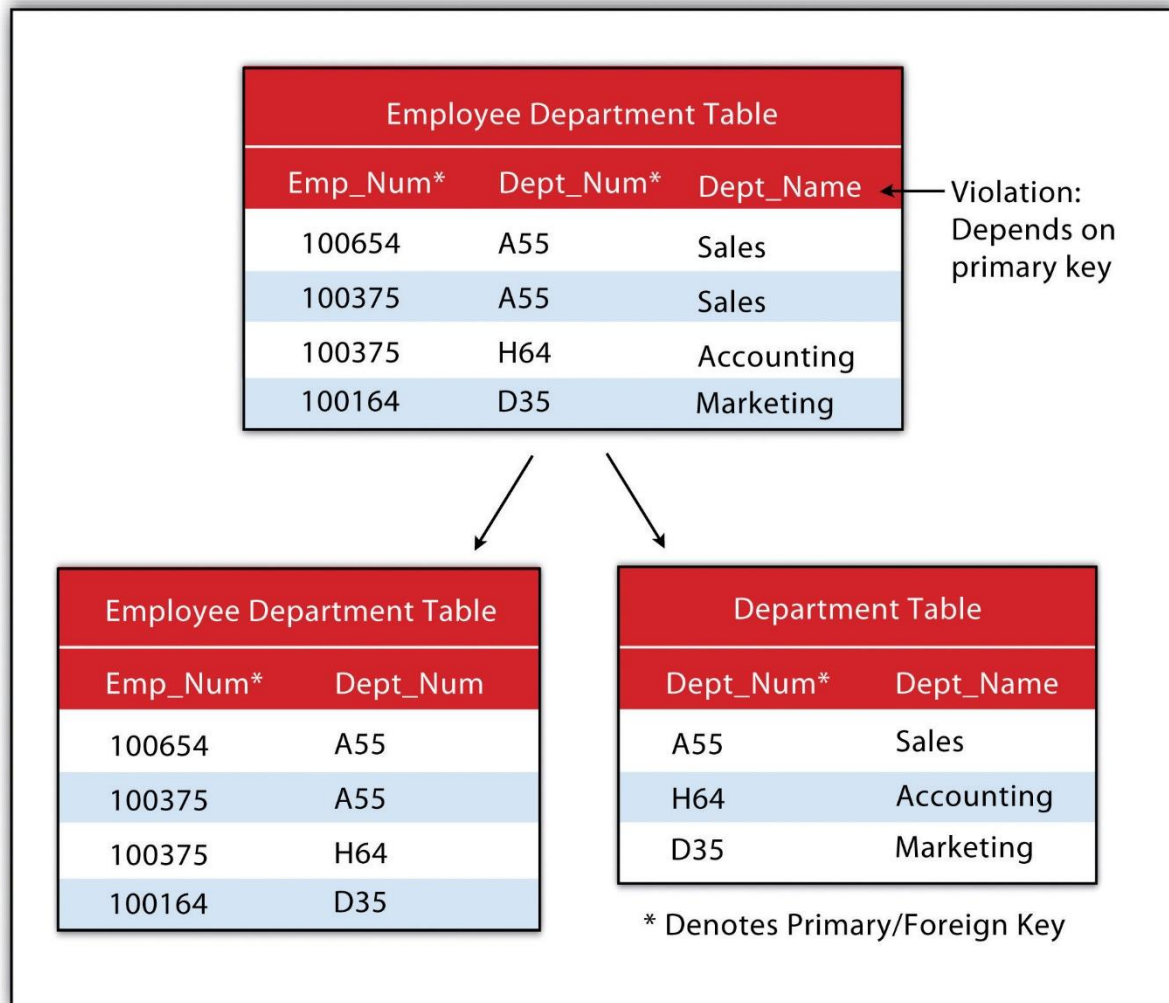 Employee Department Table
Emp_Num* Dept_Num* Dept_Name
Violation:
Depends on
primary key
100654 A55 Sales
100375 A55 Sales
100375 H64 Accounting
100164 D35 Marketing
Employee Department Table
Emp_Num* Dept_Num
100654 A55
100375 A55
100375 H64
100164 D35
Department Table
Dept_Num* Dept_Name
A55 Sales
H64 Accounting
D35 Marketing
* Denotes Primary/Foreign Key